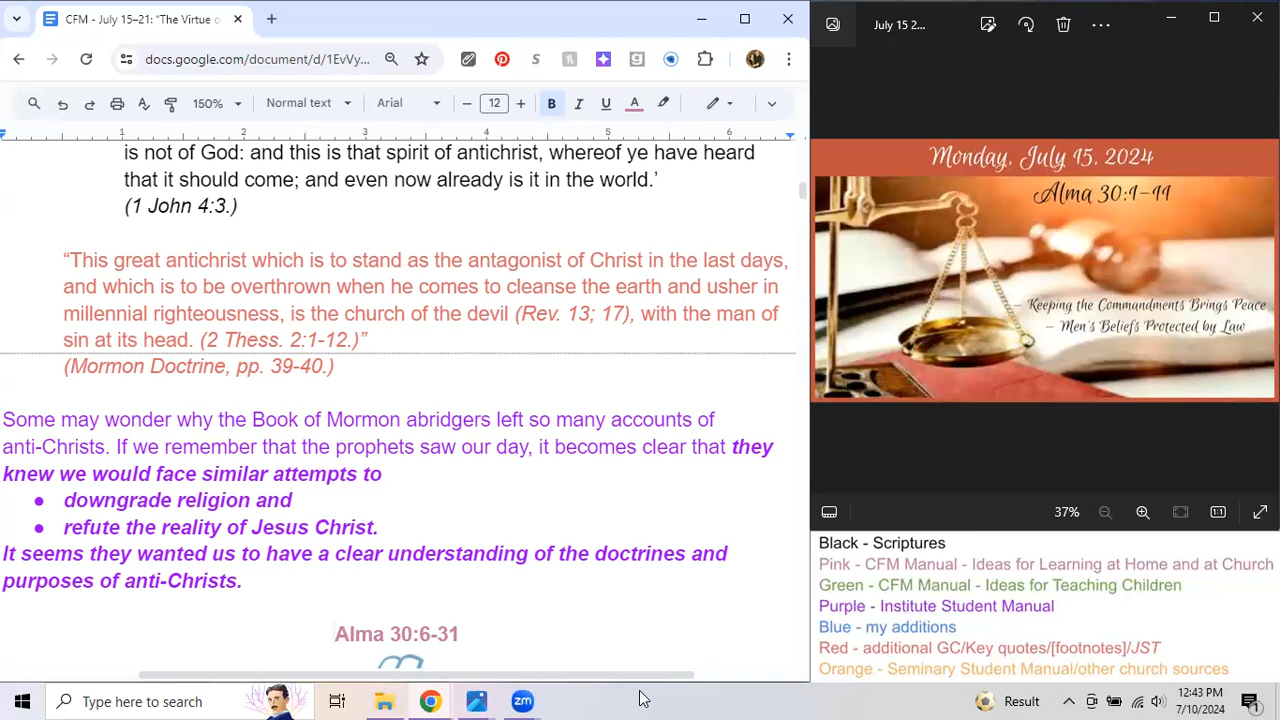 CFM - July 15–21: “The Virtue o
docs.google.com/document/d/1EvVy...
150%
Normal text
Arial
12
B
I
U
A
1
2
3
4
5
6
is not of God: and this is that spirit of antichrist, whereof ye have heard
that it should come; and even now already is it in the world.’
(1 John 4:3.)
“This great antichrist which is to stand as the antagonist of Christ in the last days,
and which is to be overthrown when he comes to cleanse the earth and usher in
millennial righteousness, is the church of the devil (Rev. 13; 17), with the man of
sin at its head. (2 Thess. 2:1-12.)”
(Mormon Doctrine, pp. 39-40.)
Some may wonder why the Book of Mormon abridgers left so many accounts of
anti-Christs. If we remember that the prophets saw our day, it becomes clear that they
knew we would face similar attempts to
● downgrade religion and
● refute the reality of Jesus Christ.
It seems they wanted us to have a clear understanding of the doctrines and
purposes of anti-Christs.
Alma 30:6-31
July 15 2...
Monday, July 15, 2024
Alma 30:1–11
– Keeping the Commandments Brings Peace
– Men's Beliefs Protected by Law
37%
1:1
Black - Scriptures
Pink - CFM Manual - Ideas for Learning at Home and at Church
Green - CFM Manual - Ideas for Teaching Children
Purple - Institute Student Manual
Blue - my additions
Red - additional GC/Key quotes/[footnotes]/JST
Orange - Seminary Student Manual/other church sources
Type here to search
zm
Result
12:43 PM
7/10/2024
1